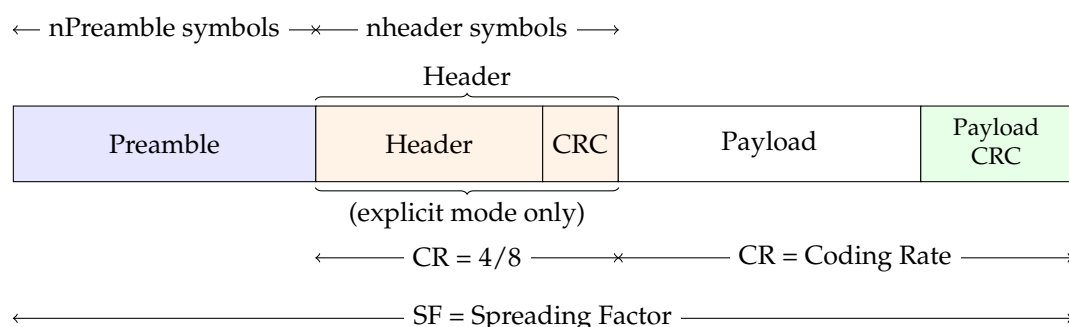 nPreamble symbols nheader symbols
Header
Preamble Header CRC Payload Payload
CRC
(explicit mode only)
CR = 4/8 CR = Coding Rate
SF = Spreading Factor